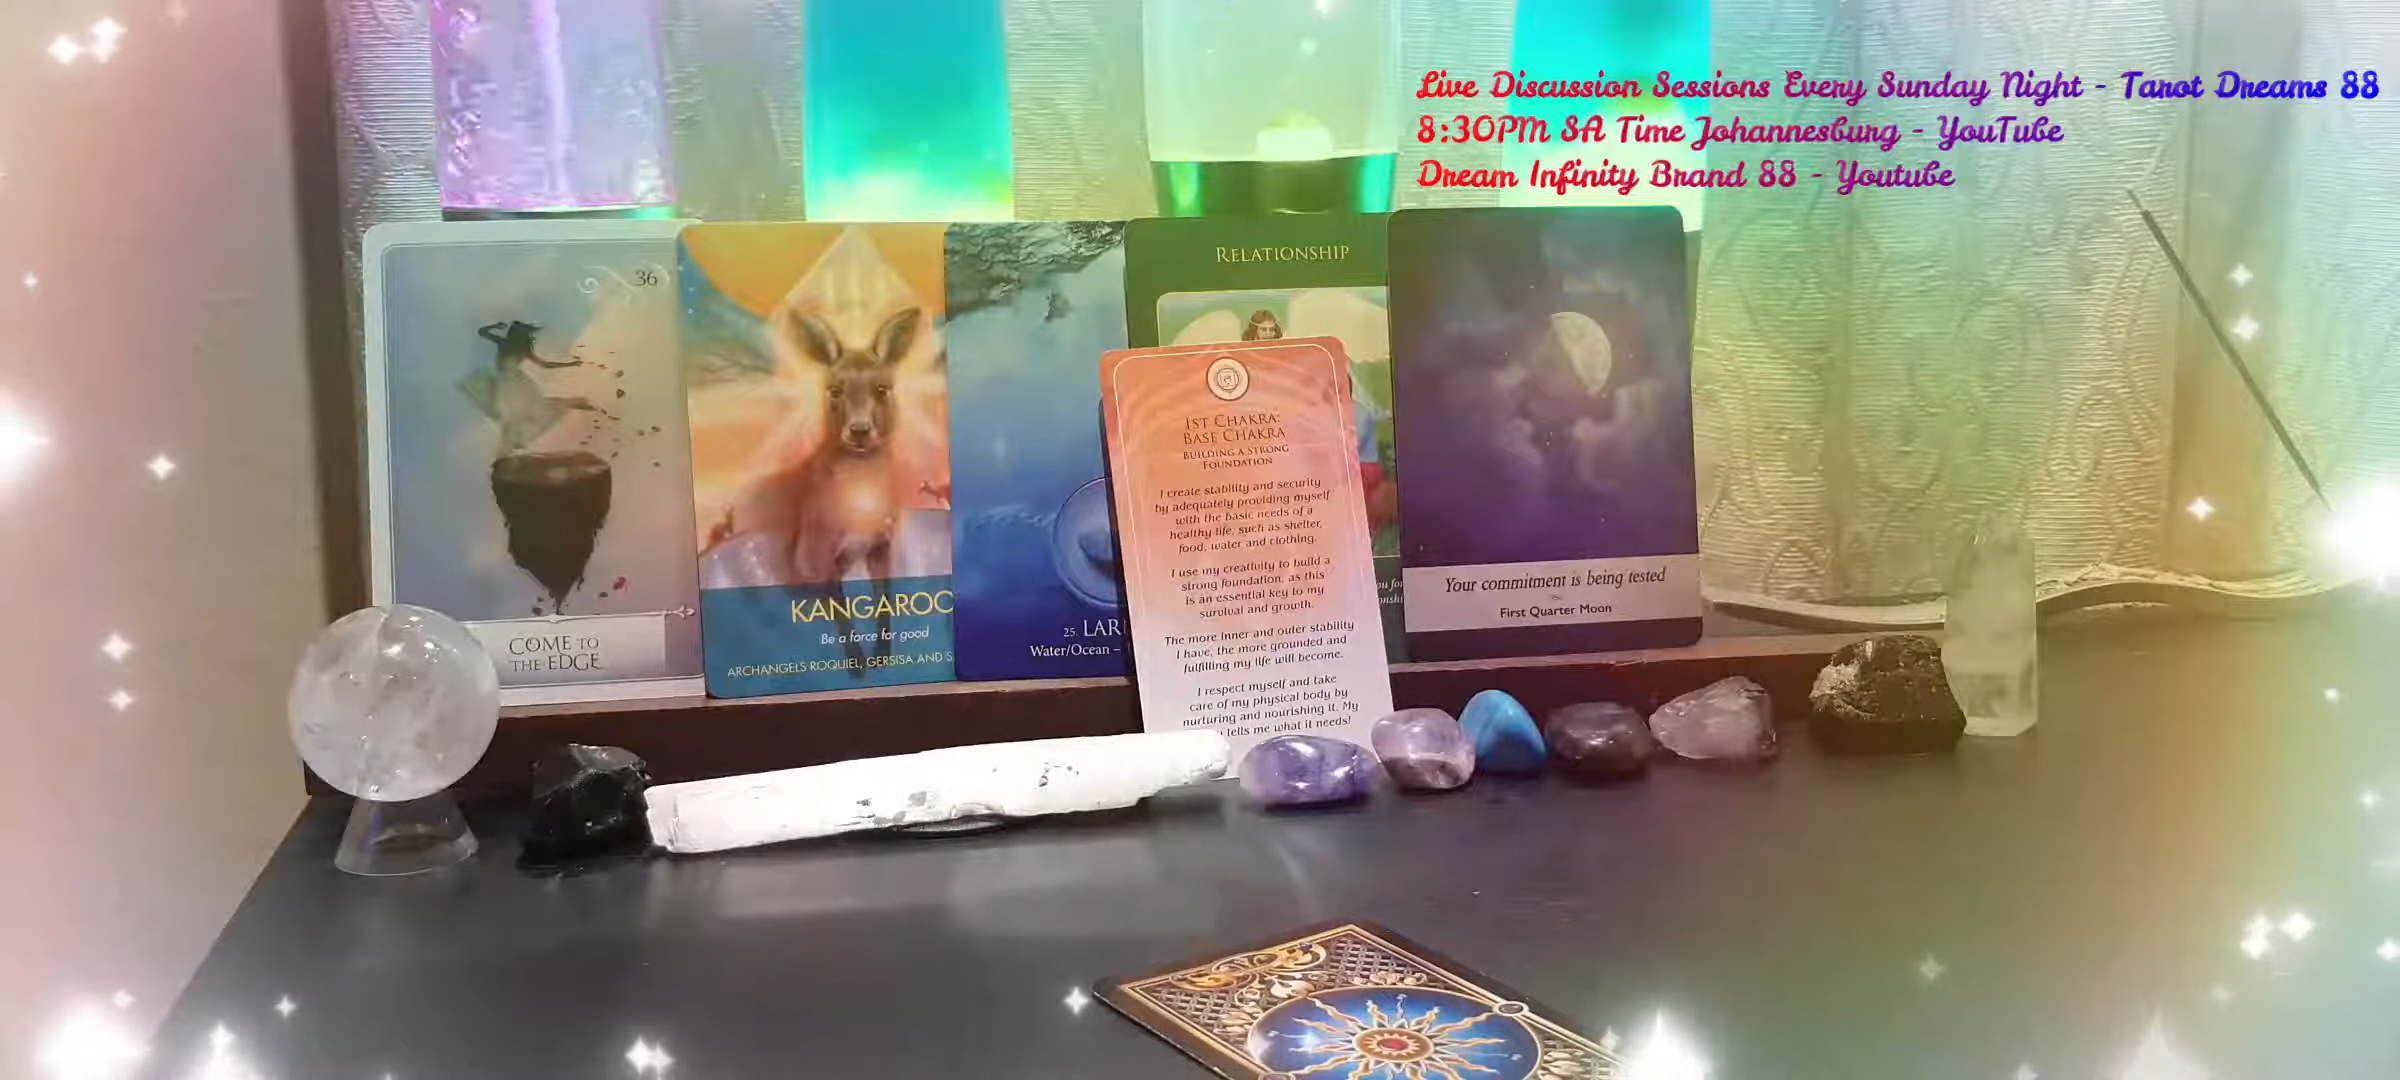 Live Discussion Sessions Every Sunday Night - Tarot Dreams 88
8:30PM SA Time Johannesburg - YouTube
Dream Infinity Brand 88 - Youtube
36
COME TO
THE EDGE
KANGAROO
Be a force for good
ARCHANGELS ROQUIEL, GERSISA AND S
25. LAR
Water/Ocean –
RELATIONSHIP
1ST CHAKRA:
BASE CHAKRA
BUILDING A STRONG
FOUNDATION
I create stability and security
by adequately providing myself
with the basic needs of a
healthy life, such as shelter,
food, water and clothing.
I use my creativity to build a
strong foundation, as this
is an essential key to my
survival and growth.
The more inner and outer stability
I have, the more grounded and
fulfilling my life will become.
I respect myself and take
care of my physical body by
nurturing and nourishing it. My
tells me what it needs!
Your commitment is being tested
First Quarter Moon